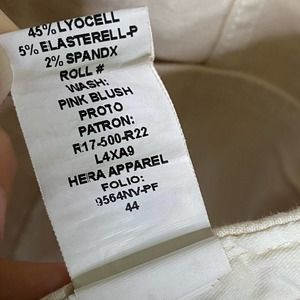 45% LYOCELL
5% ELASTERELL-P
2% SPANDX
ROLL #
WASH:
PINK BLUSH
PROTO
PATRON:
R17-500-R22
L4XA9
HERA APPAREL
FOLIO:
9564NV-PF
44